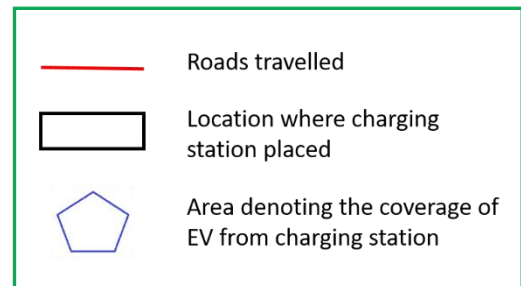 Roads travelled
Location where charging
station placed
Area denoting the coverage of
EV from charging station